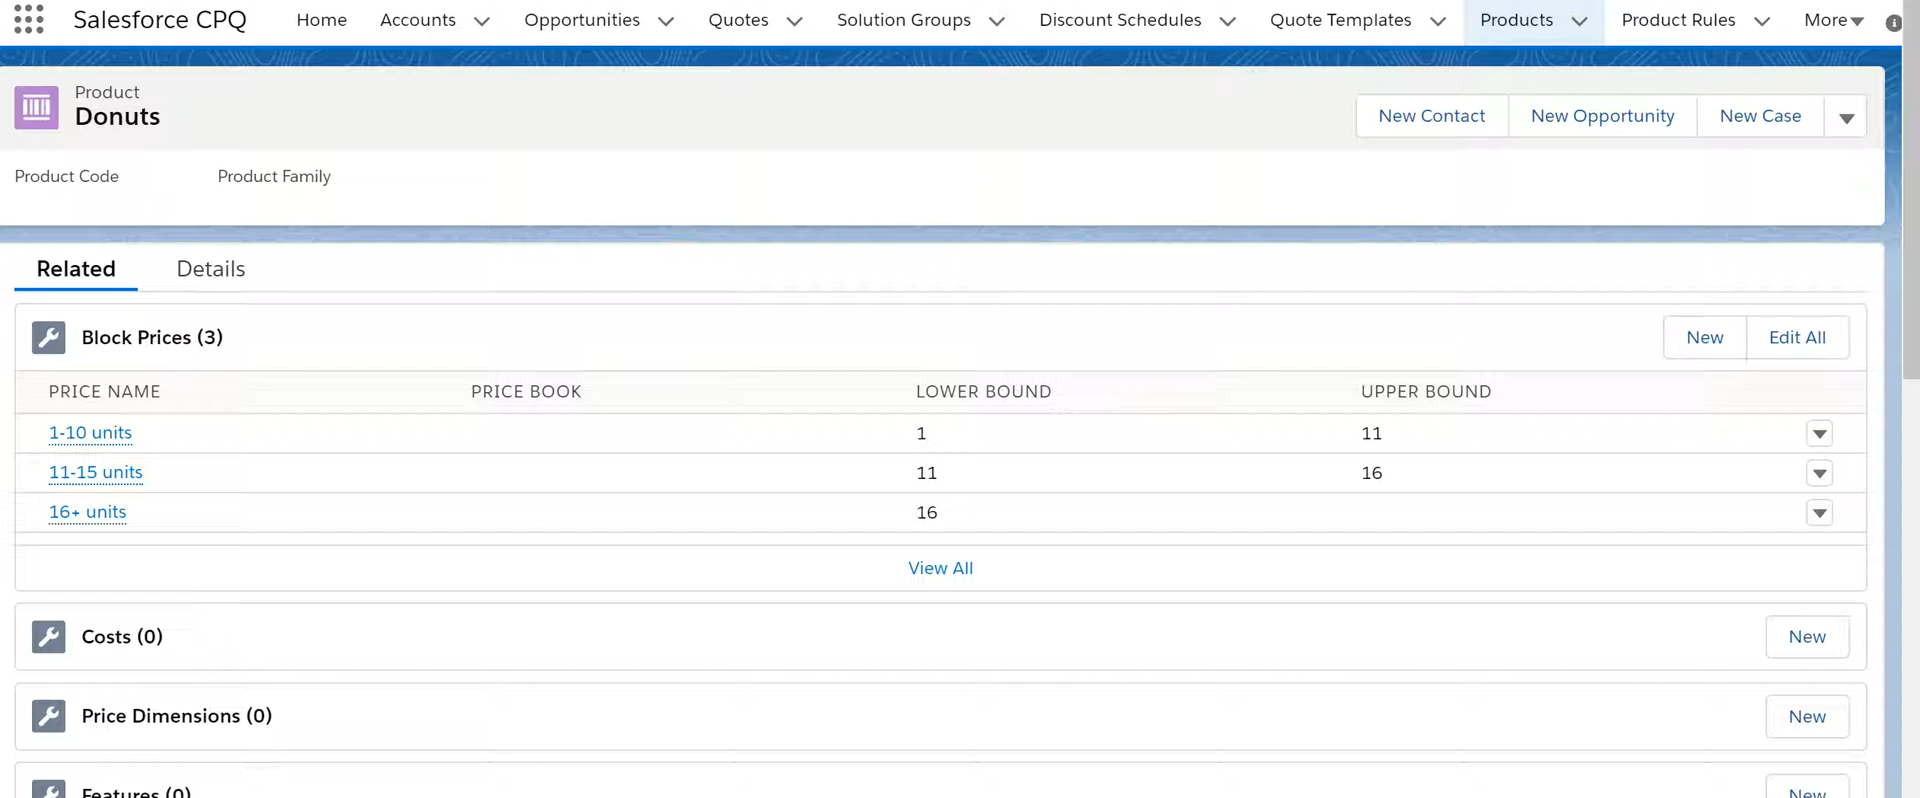 Salesforce CPQ Home Accounts Opportunities Quotes Solution Groups Discount Schedules Quote Templates Products Product Rules More
Product
Donuts
New Contact New Opportunity New Case
Product Code Product Family
Related Details
Block Prices (3) New Edit All
PRICE NAME PRICE BOOK LOWER BOUND UPPER BOUND
1-10 units 1 11
11-15 units 11 16
16+ units 16
View All
Costs (0) New
Price Dimensions (0) New
Features (0) New